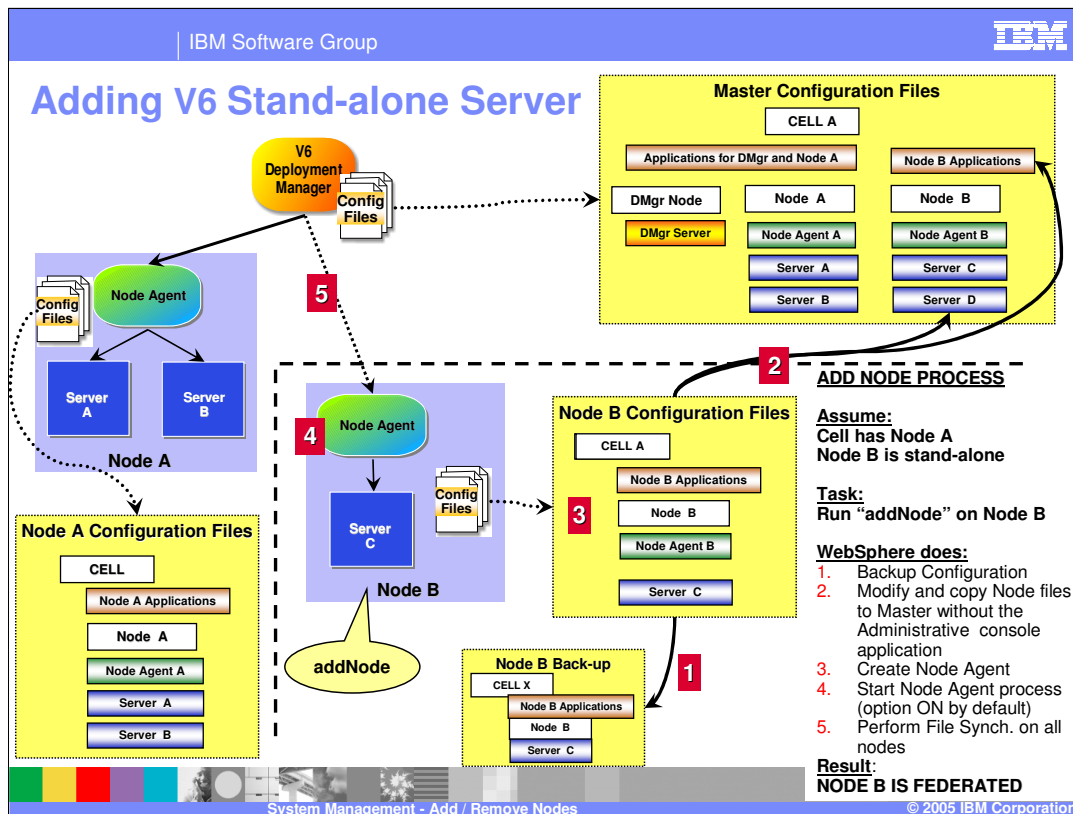 IBM Software Group
IBM
Adding V6 Stand-alone Server
V6
Deployment
Manager
Config
Files
Master Configuration Files
CELL A
Applications for DMgr and Node A
Node B Applications
DMgr Node
Node A
Node B
DMgr Server
Node Agent A
Node Agent B
Server A
Server C
Server B
Server D
5
Config
Files
Node Agent
Server
A
Server
B
Node A
2
4
Node Agent
Config
Files
Server
C
Node B
addNode
Node B Configuration Files
CELL A
Node B Applications
3
Node B
Node Agent B
Server C
Node A Configuration Files
CELL
Node A Applications
Node A
Node Agent A
Server A
Server B
1
Node B Back-up
CELL X
Node B Applications
Node B
Server C
ADD NODE PROCESS
Assume:
Cell has Node A
Node B is stand-alone
Task:
Run “addNode” on Node B
WebSphere does:
1. Backup Configuration
2. Modify and copy Node files
to Master without the
Administrative console
application
3. Create Node Agent
4. Start Node Agent process
(option ON by default)
5. Perform File Synch. on all
nodes
Result:
NODE B IS FEDERATED
System Management - Add / Remove Nodes
© 2005 IBM Corporation